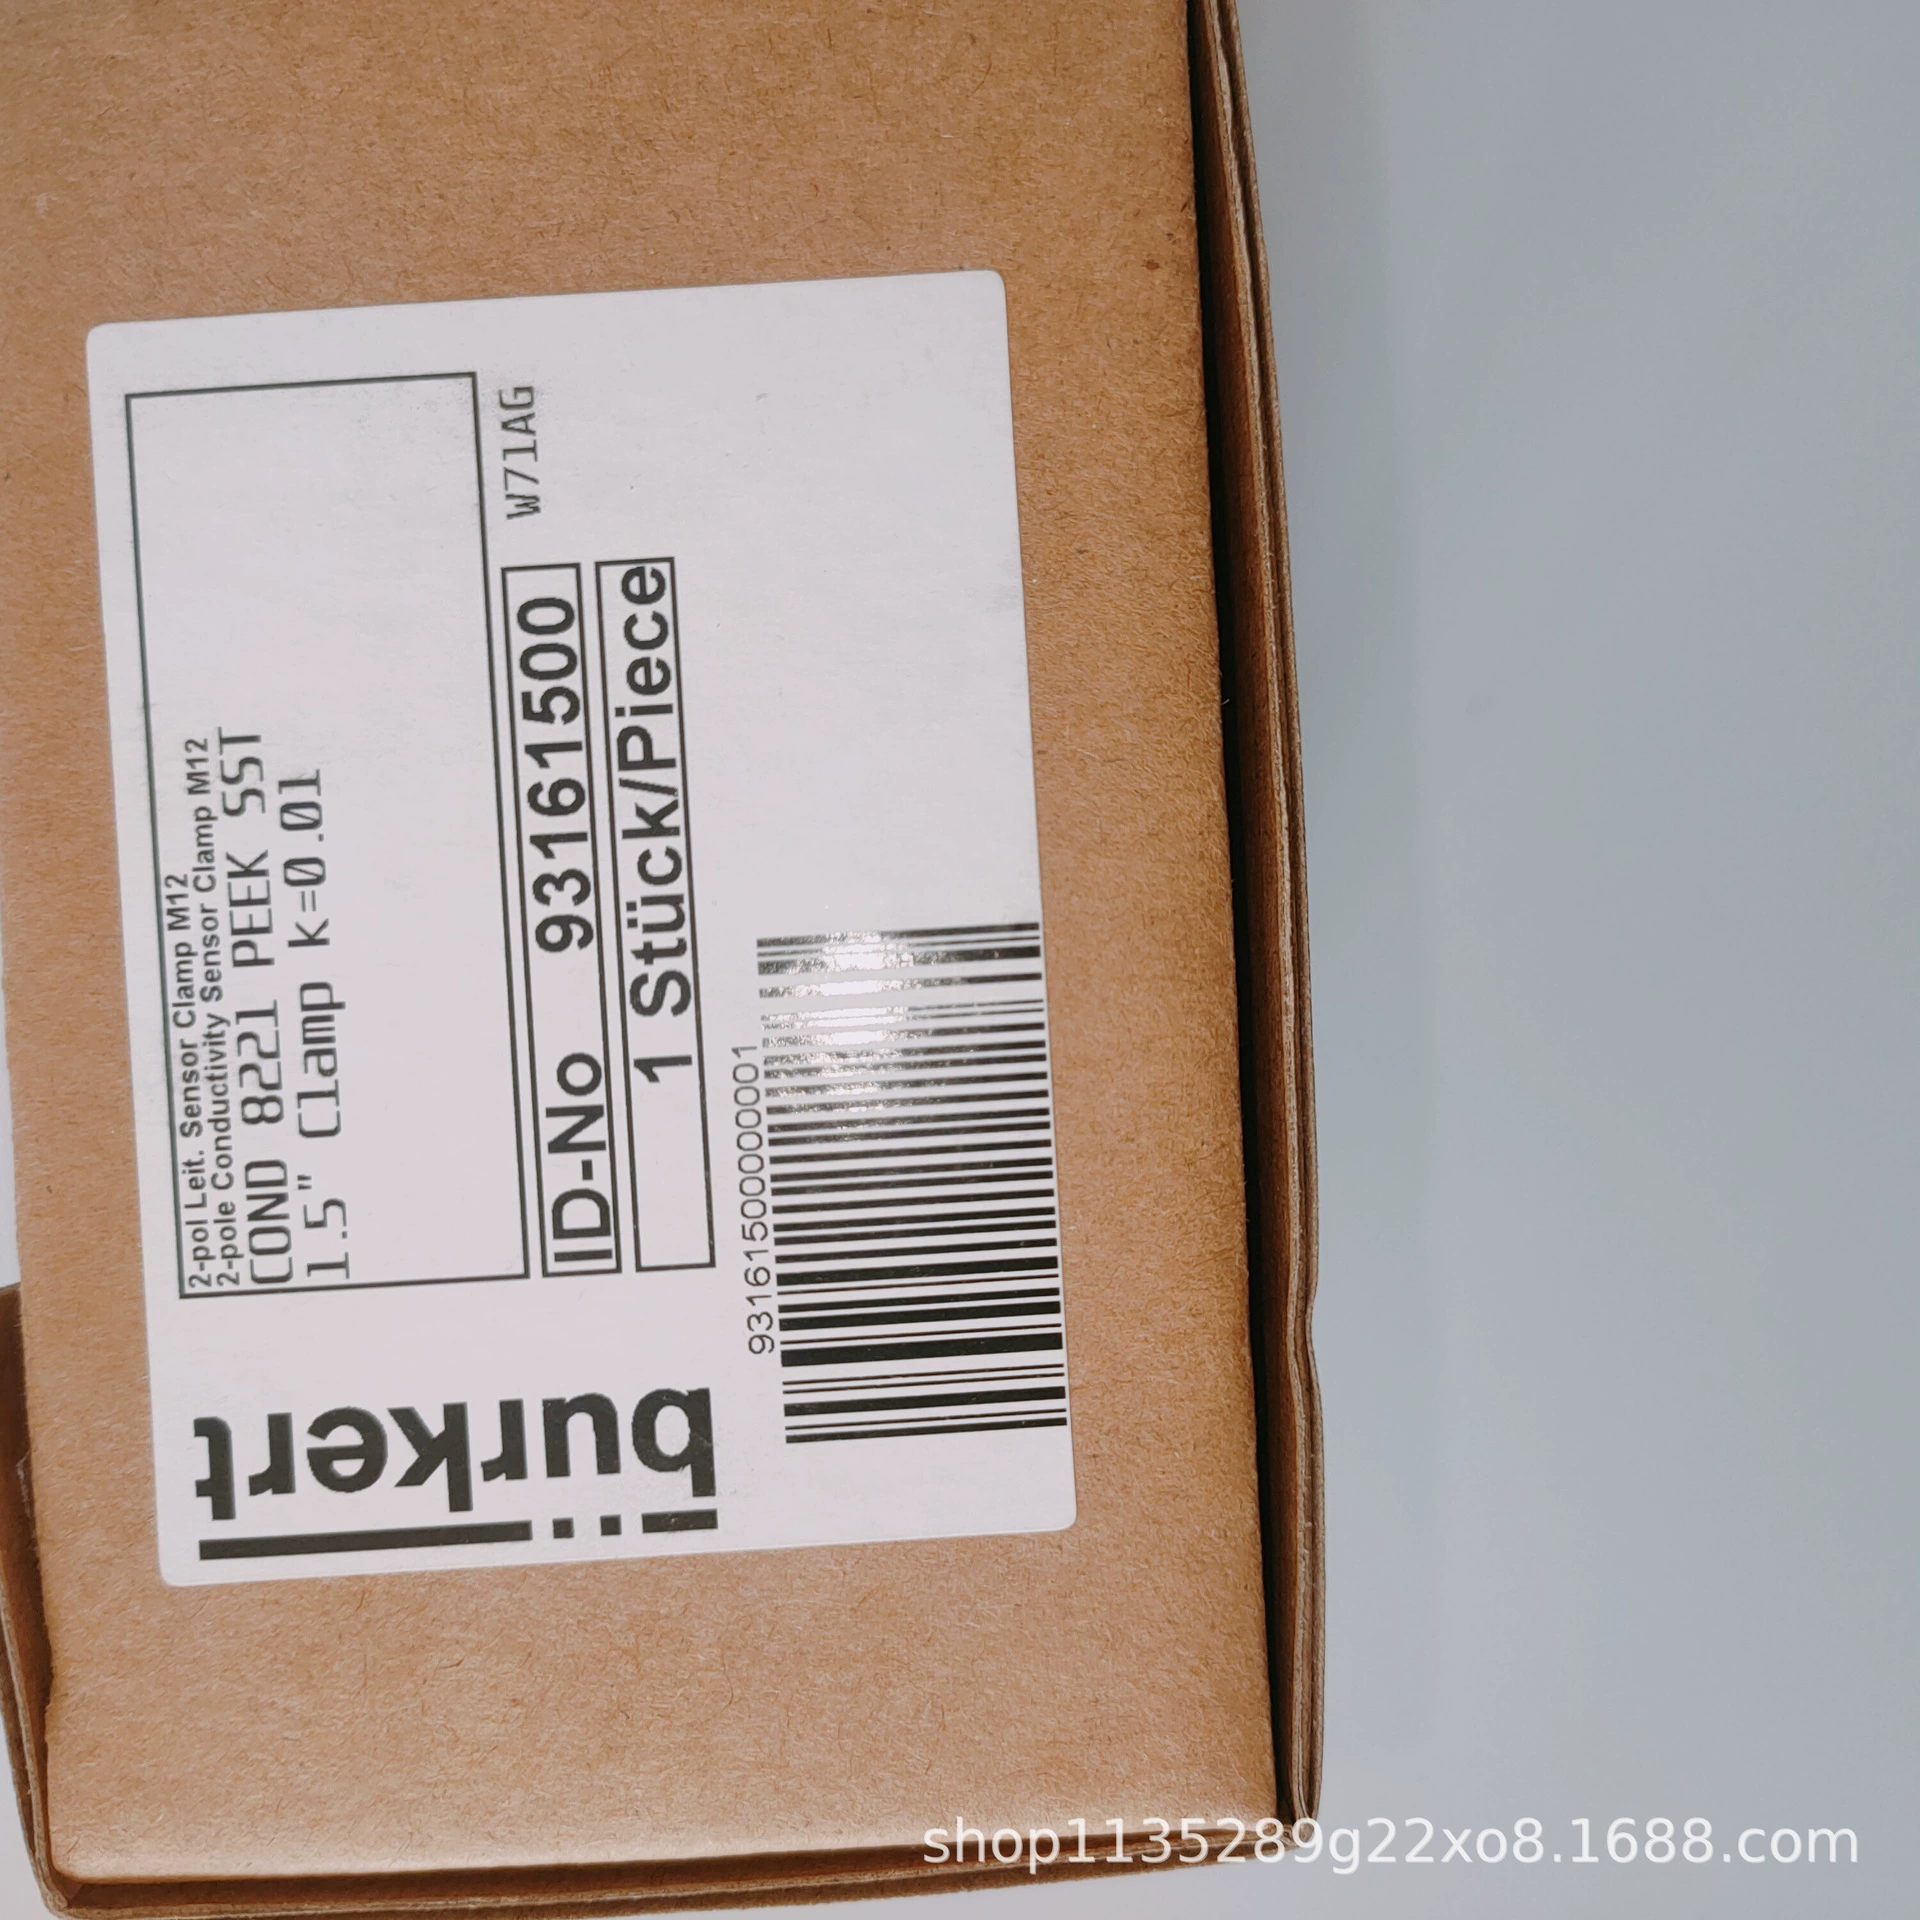 2-pol Leit. Sensor Clamp M12
2-pole Conductivity Sensor Clamp M12
COND 8221 PEEK SST
1.5" Clamp k=0.01
ID-No 93161500
W71AG
1 Stück/Piece
bürkert
93161500000001
shop1135289g22xo8.1688.com